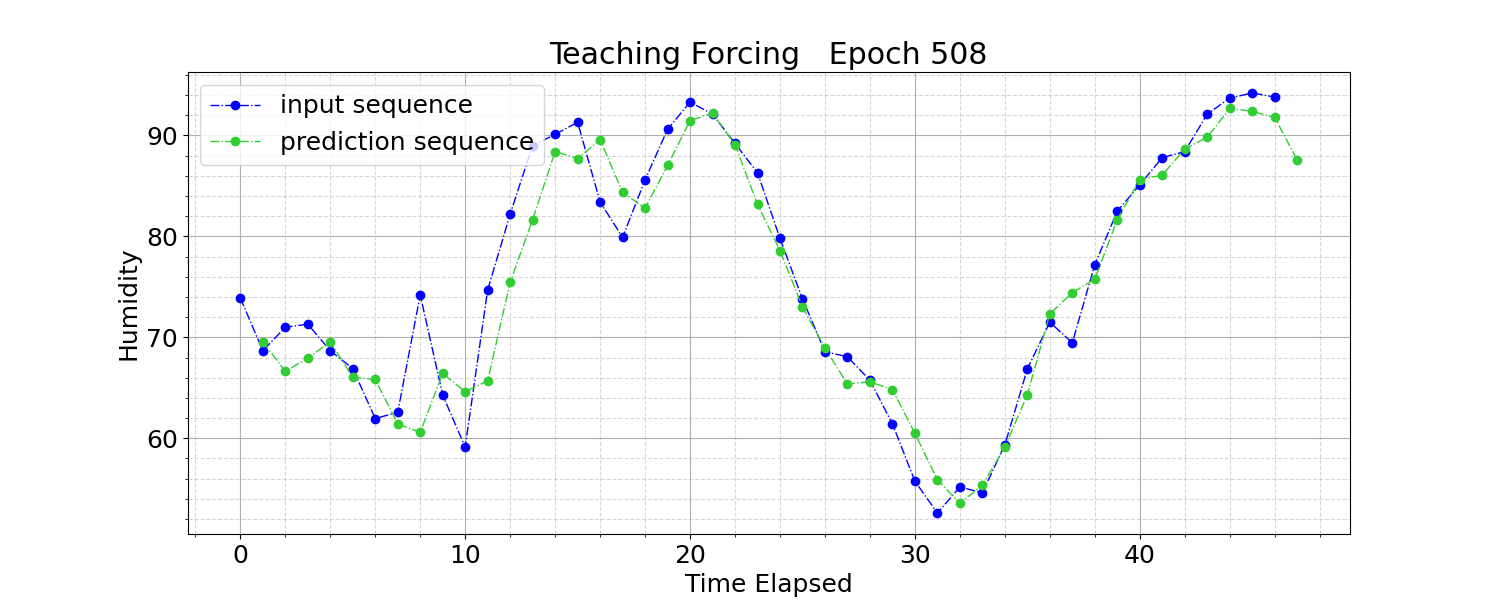 Teaching Forcing   Epoch 508
input sequence
prediction sequence
Humidity
90
80
70
60
0 10 20 30 40
Time Elapsed